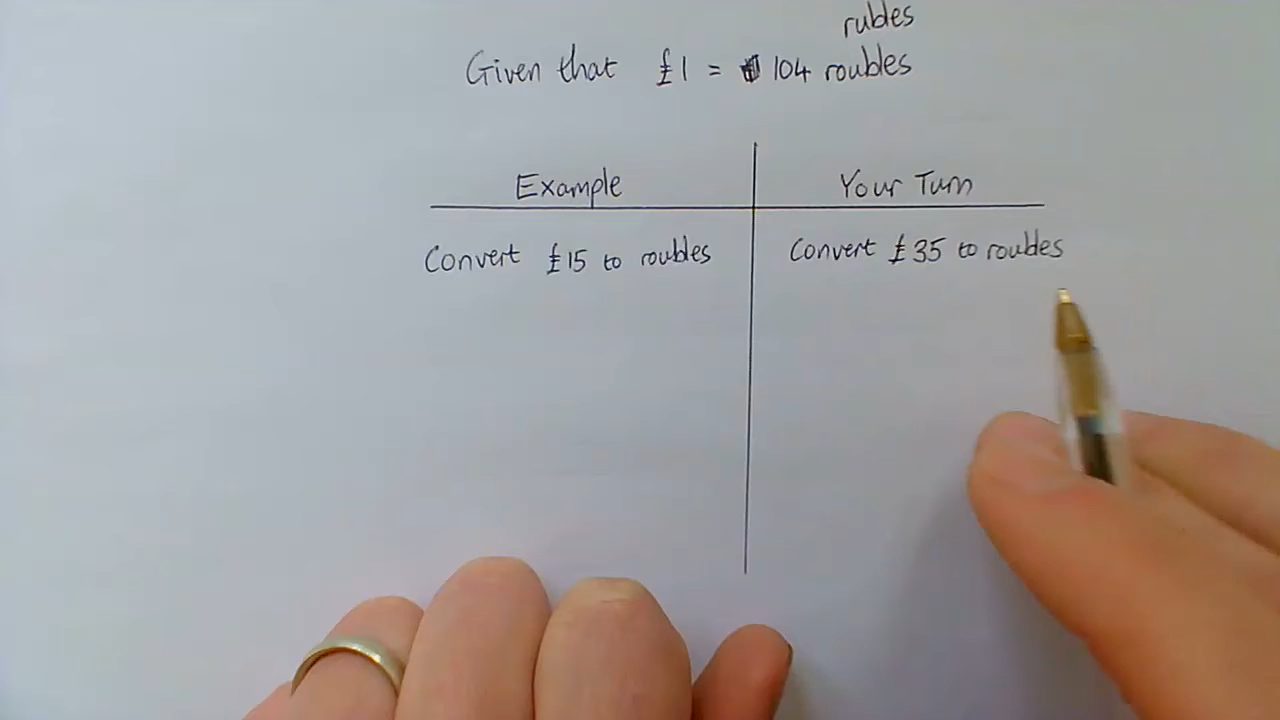 rubles
Given that £1 = 104 roubles
Example
Your Turn
Convert £15 to roubles
Convert £35 to roubles